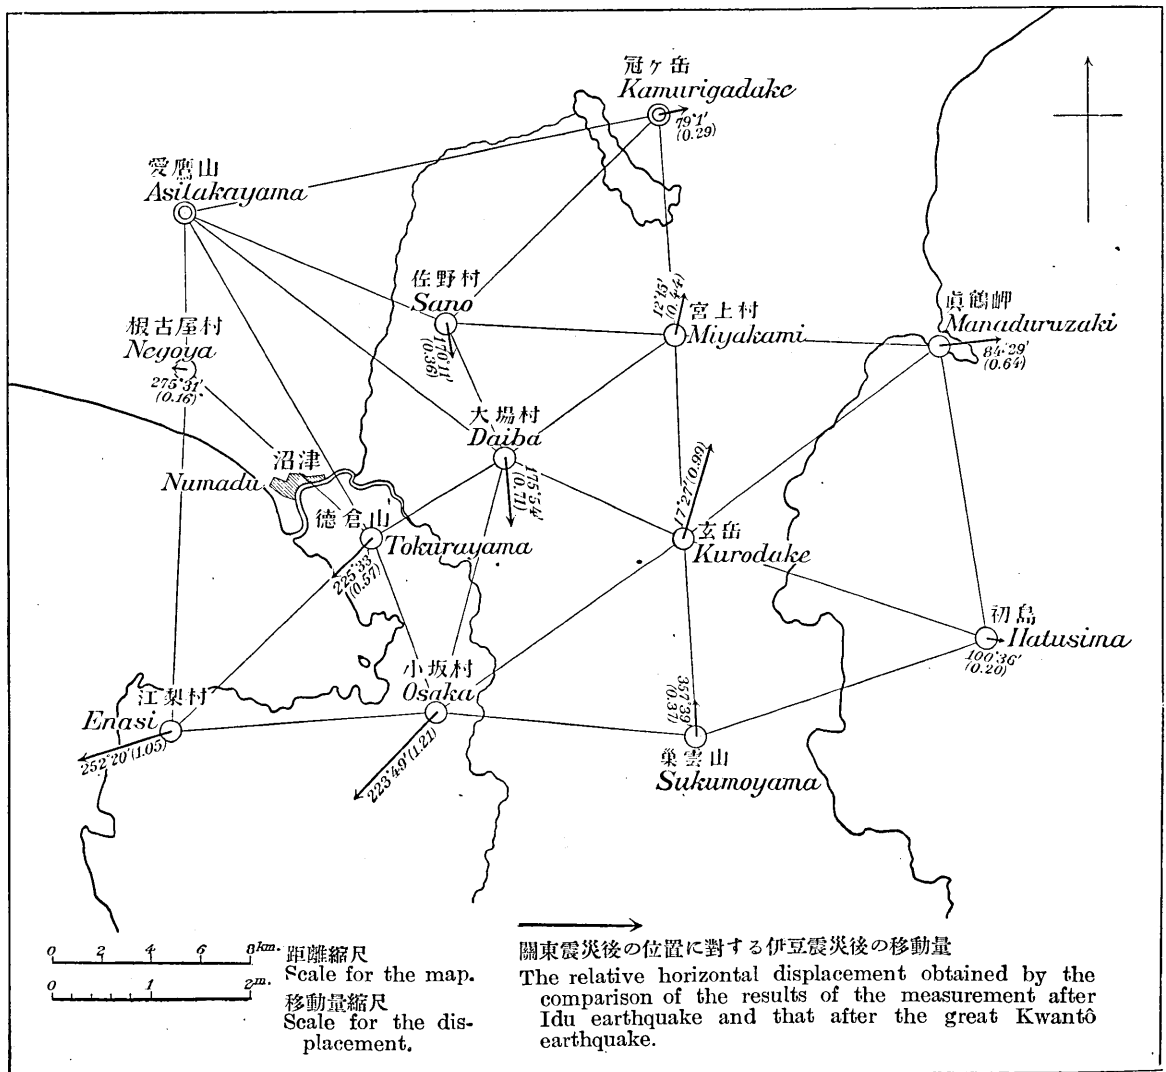 冠ヶ岳
Kamurigadake
79°1'
(0.29)
愛鷹山
Asitakayama
佐野村
Sano
170°11'
(0.36)
12°15'
(0.44)
宮上村
Miyakami
眞鶴岬
Manaduruzaki
84°29'
(0.64)
根古屋村
Negoya
275°31'
(0.16)
大場村
Daiba
175°54'
(0.71)
沼津
Numadu
17°27'(0.99)
德倉山
Tokurayama
225°33'
(0.57)
玄岳
Kurodake
初島
Hatusima
100°36'
(0.20)
小坂村
Osaka
223°49'(1.21)
江梨村
Enasi
252°20'(1.05)
357°39'
(0.37)
巢雲山
Sukumoyama
0 2 4 6 8km.
距離縮尺
Scale for the map.
0 1 2m.
移動量縮尺
Scale for the dis-
placement.
關東震災後の位置に對する伊豆震災後の移動量
The relative horizontal displacement obtained by the
comparison of the results of the measurement after
Idu earthquake and that after the great Kwantô
earthquake.